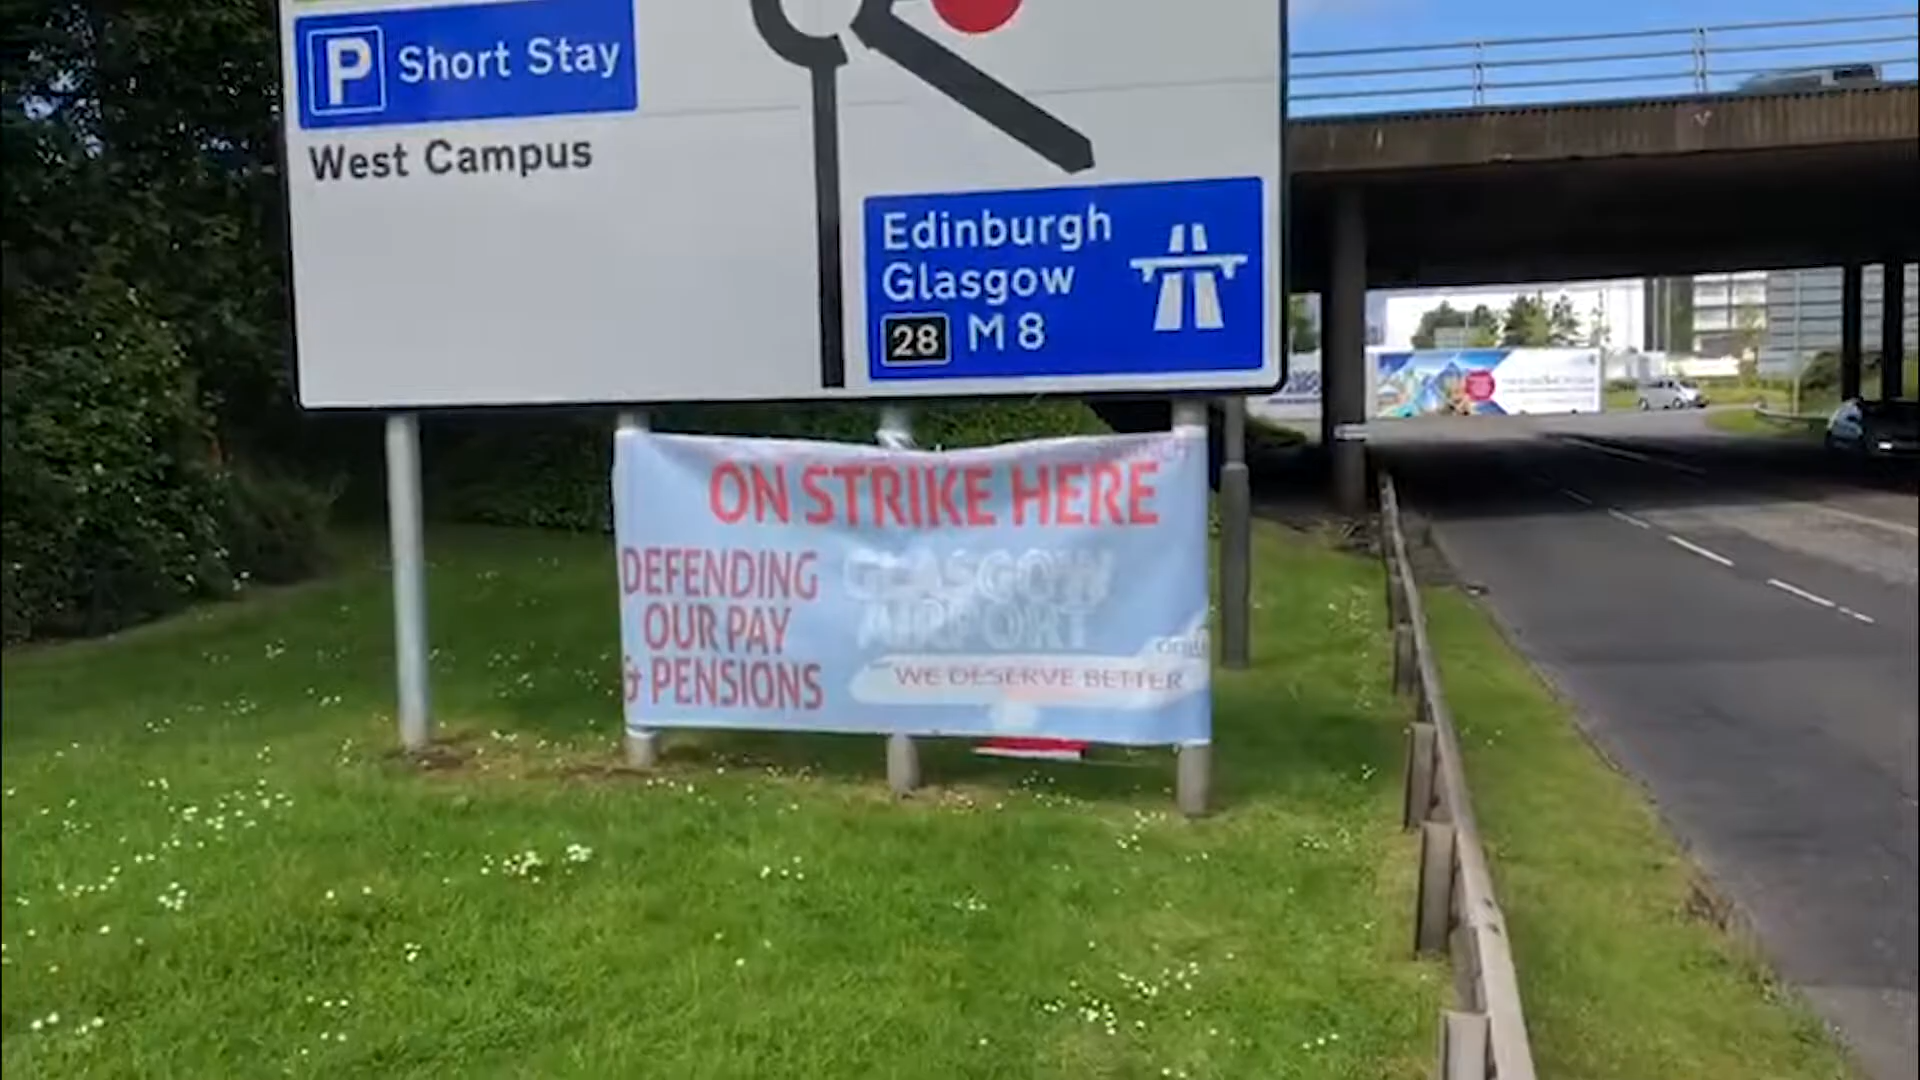 P Short Stay
West Campus
Edinburgh
Glasgow
28 M8
ON STRIKE HERE
DEFENDING
OUR PAY
& PENSIONS
GLASGOW
AIRPORT
WE DESERVE BETTER